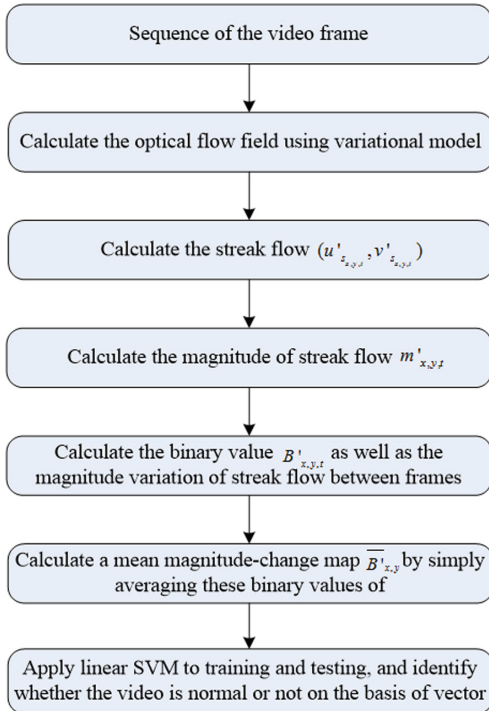 Sequence of the video frame
Calculate the optical flow field using variational model
Calculate the streak flow (u'_{s_{x,y,t}}, v'_{s_{x,y,t}})
Calculate the magnitude of streak flow m'_{x,y,t}
Calculate the binary value B'_{x,y,t} as well as the
magnitude variation of streak flow between frames
Calculate a mean magnitude-change map \overline{B'}_{x,y} by simply
averaging these binary values of
Apply linear SVM to training and testing, and identify
whether the video is normal or not on the basis of vector